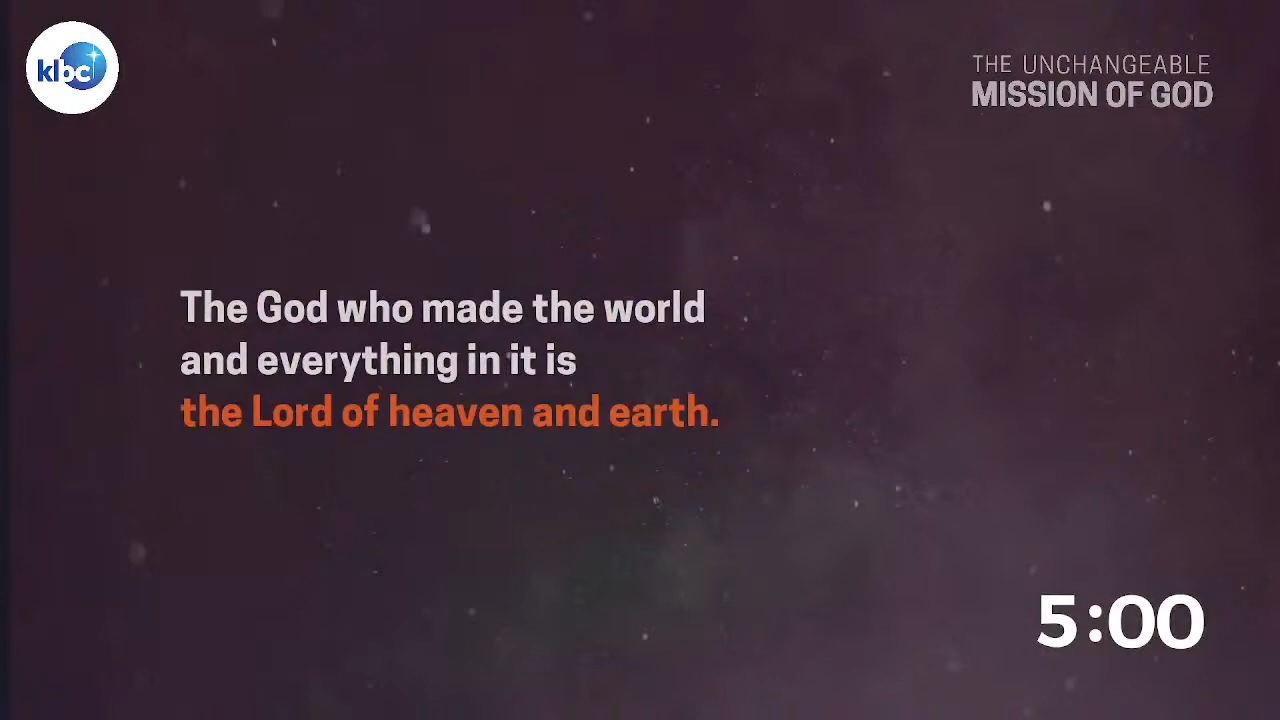 klbc
THE UNCHANGEABLE
MISSION OF GOD
The God who made the world
and everything in it is
the Lord of heaven and earth.
5:00